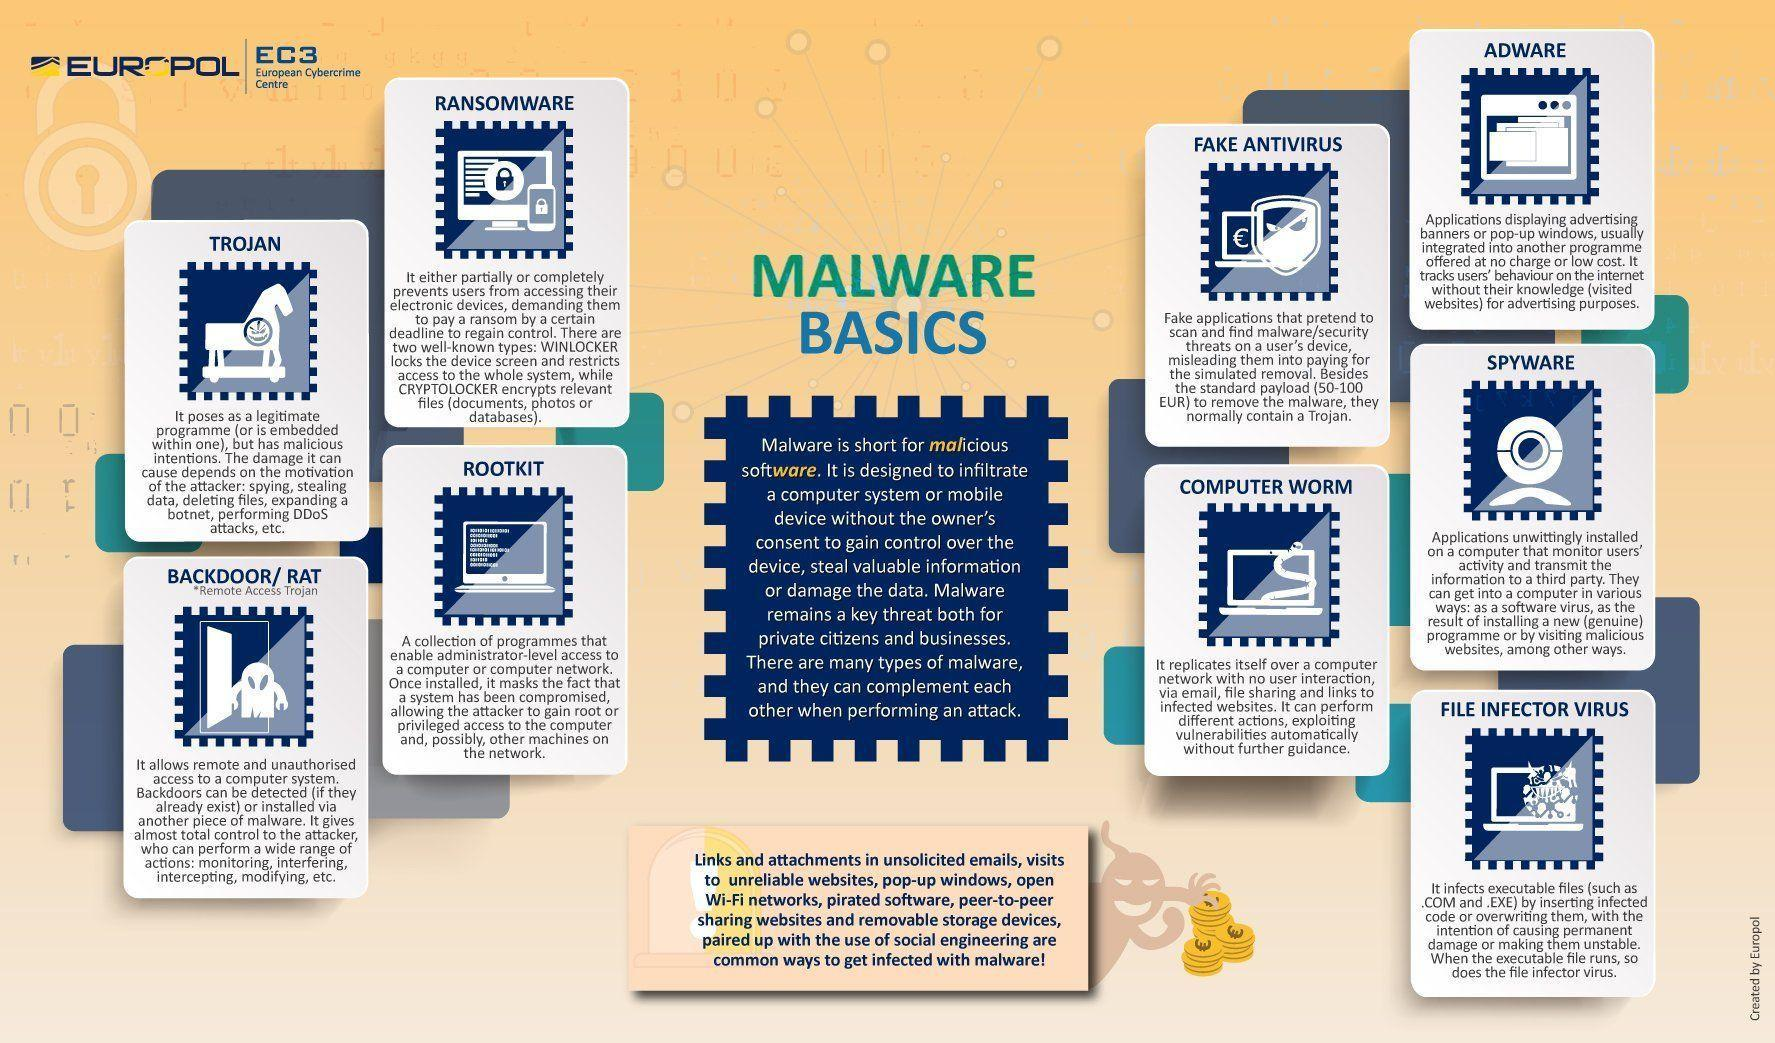 EUROPOL
EC3
European Cybercrime
Centre
RANSOMWARE
It either partially or completely
prevents users from accessing their
electronic devices, demanding them
to pay a ransom by a certain
deadline to regain control. There are
two well-known types: WINLOCKER
locks the device screen and restricts
access to the whole system, while
CRYPTOLOCKER encrypts relevant
files (documents, photos or
databases).
TROJAN
It poses as a legitimate
programme (or is embedded
within one), but has malicious
intentions. The damage it can
cause depends on the motivation
of the attacker: spying, stealing
data, deleting files, expanding a
botnet, performing DDoS
attacks, etc.
ROOTKIT
A collection of programmes that
enable administrator-level access to
a computer or computer network.
Once installed, it masks the fact that
a system has been compromised,
allowing the attacker to gain root or
privileged access to the computer
and, possibly, other machines on
the network.
BACKDOOR/ RAT
*Remote Access Trojan
It allows remote and unauthorised
access to a computer system.
Backdoors can be detected (if they
already exist) or installed via
another piece of malware. It gives
almost total control to the attacker,
who can perform a wide range of
actions: monitoring, interfering,
intercepting, modifying, etc.
MALWARE
BASICS
Malware is short for malicious
software. It is designed to infiltrate
a computer system or mobile
device without the owner's
consent to gain control over the
device, steal valuable information
or damage the data. Malware
remains a key threat both for
private citizens and businesses.
There are many types of malware,
and they can complement each
other when performing an attack.
Links and attachments in unsolicited emails, visits
to unreliable websites, pop-up windows, open
Wi-Fi networks, pirated software, peer-to-peer
sharing websites and removable storage devices,
paired up with the use of social engineering are
common ways to get infected with malware!
FAKE ANTIVIRUS
€
Fake applications that pretend to
scan and find malware/security
threats on a user's device,
misleading them into paying for
the simulated removal. Besides
the standard payload (50-100
EUR) to remove the malware, they
normally contain a Trojan.
ADWARE
Applications displaying advertising
banners or pop-up windows, usually
integrated into another programme
offered at no charge or low cost. It
tracks users' behaviour on the internet
without their knowledge (visited
websites) for advertising purposes.
COMPUTER WORM
It replicates itself over a computer
network with no user interaction,
via email, file sharing and links to
infected websites. It can perform
different actions, exploiting
vulnerabilities automatically
without further guidance.
SPYWARE
Applications unwittingly installed
on a computer that monitor users'
activity and transmit the
information to a third party. They
can get into a computer in various
ways: as a software virus, as the
result of installing a new (genuine)
programme or by visiting malicious
websites, among other ways.
FILE INFECTOR VIRUS
It infects executable files (such as
.COM and .EXE) by inserting infected
code or overwriting them, with the
intention of causing permanent
damage or making them unstable.
When the executable file runs, so
does the file infector virus.
Created by Europol